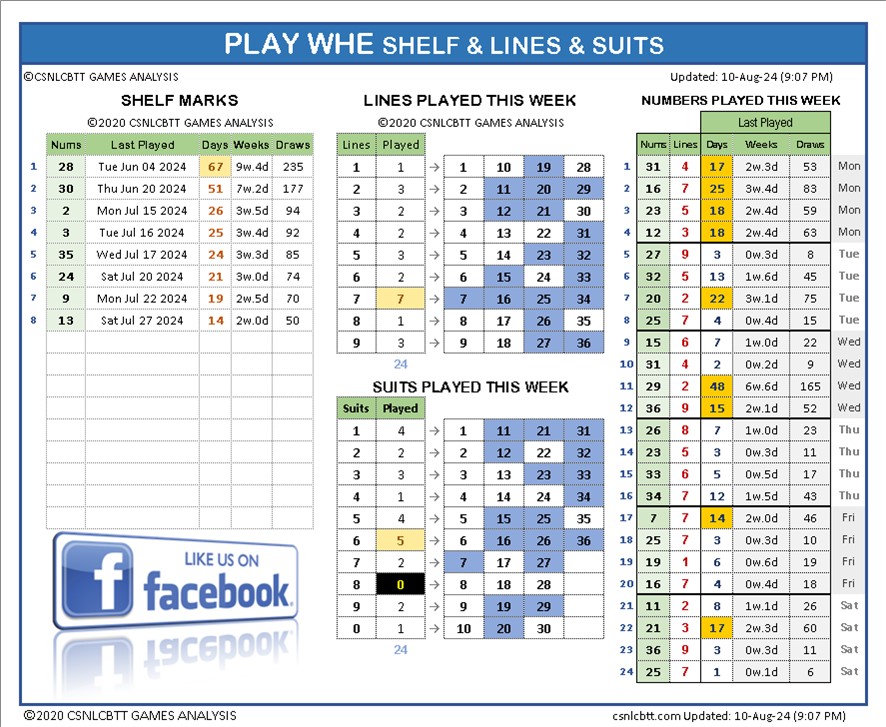 PLAY WHE SHELF & LINES & SUITS
©CSNLCBTT GAMES ANALYSIS
Updated: 10-Aug-24 (9:07 PM)
SHELF MARKS
©2020 CSNLCBTT GAMES ANALYSIS
Nums Last Played Days Weeks Draws
1 28 Tue Jun 04 2024 67 9w.4d 235
2 30 Thu Jun 20 2024 51 7w.2d 177
3 2 Mon Jul 15 2024 26 3w.5d 94
4 3 Tue Jul 16 2024 25 3w.4d 92
5 35 Wed Jul 17 2024 24 3w.3d 85
6 24 Sat Jul 20 2024 21 3w.0d 74
7 9 Mon Jul 22 2024 19 2w.5d 70
8 13 Sat Jul 27 2024 14 2w.0d 50
LIKE US ON
facebook
LINES PLAYED THIS WEEK
©2020 CSNLCBTT GAMES ANALYSIS
Lines Played
1 1 → 1 10 19 28
2 3 → 2 11 20 29
3 2 → 3 12 21 30
4 2 → 4 13 22 31
5 3 → 5 14 23 32
6 2 → 6 15 24 33
7 7 → 7 16 25 34
8 1 → 8 17 26 35
9 3 → 9 18 27 36
24
SUITS PLAYED THIS WEEK
Suits Played
1 4 → 1 11 21 31
2 2 → 2 12 22 32
3 3 → 3 13 23 33
4 1 → 4 14 24 34
5 4 → 5 15 25 35
6 5 → 6 16 26 36
7 2 → 7 17 27
8 0 → 8 18 28
9 2 → 9 19 29
0 1 → 10 20 30
24
NUMBERS PLAYED THIS WEEK
Last Played
Nums Lines Days Weeks Draws
1 31 4 17 2w.3d 53 Mon
2 16 7 25 3w.4d 83 Mon
3 23 5 18 2w.4d 59 Mon
4 12 3 18 2w.4d 63 Mon
5 27 9 3 0w.3d 8 Tue
6 32 5 13 1w.6d 45 Tue
7 20 2 22 3w.1d 75 Tue
8 25 7 4 0w.4d 15 Tue
9 15 6 7 1w.0d 22 Wed
10 31 4 2 0w.2d 9 Wed
11 29 2 48 6w.6d 165 Wed
12 36 9 15 2w.1d 52 Wed
13 26 8 7 1w.0d 23 Thu
14 23 5 3 0w.3d 11 Thu
15 33 6 5 0w.5d 17 Thu
16 34 7 12 1w.5d 43 Thu
17 7 7 14 2w.0d 46 Fri
18 25 7 3 0w.3d 10 Fri
19 19 1 6 0w.6d 19 Fri
20 16 7 4 0w.4d 18 Fri
21 11 2 8 1w.1d 26 Sat
22 21 3 17 2w.3d 60 Sat
23 36 9 3 0w.3d 11 Sat
24 25 7 1 0w.1d 6 Sat
©2020 CSNLCBTT GAMES ANALYSIS
csnlcbtt.com Updated: 10-Aug-24 (9:07 PM)